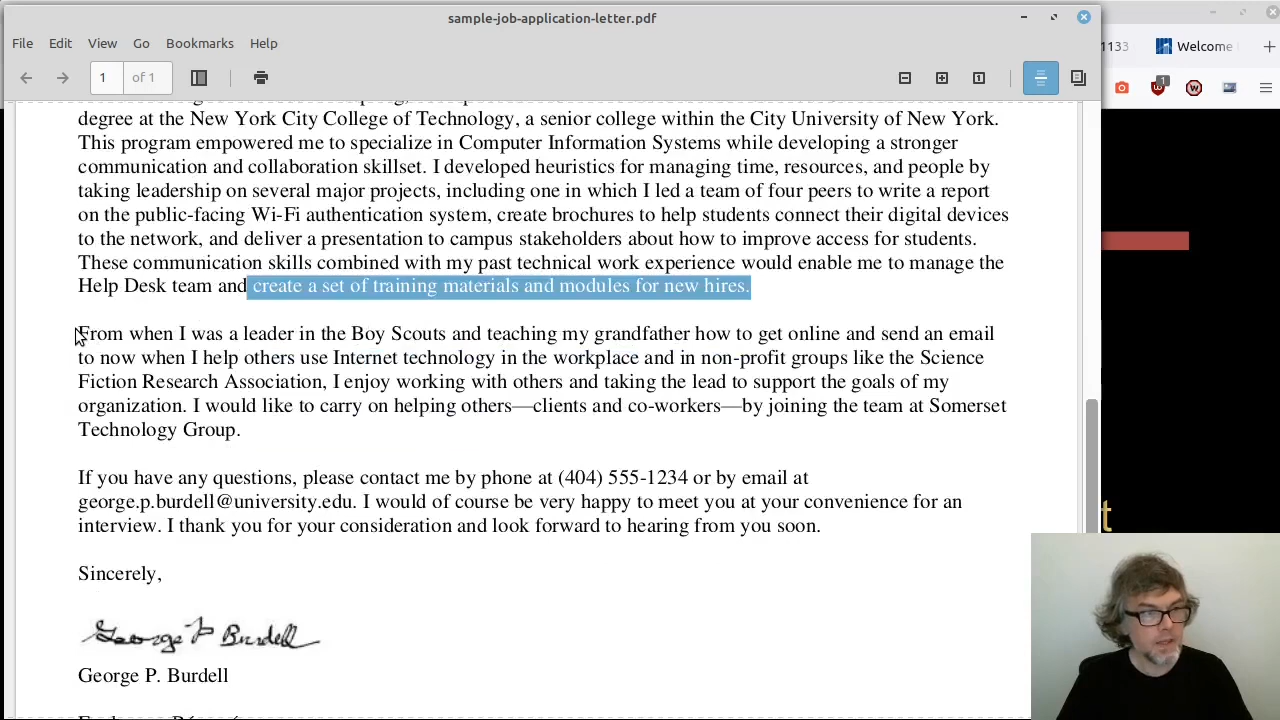 sample-job-application-letter.pdf
File Edit View Go Bookmarks Help
1 of 1
1133 Welcome
1
degree at the New York City College of Technology, a senior college within the City University of New York.
This program empowered me to specialize in Computer Information Systems while developing a stronger
communication and collaboration skillset. I developed heuristics for managing time, resources, and people by
taking leadership on several major projects, including one in which I led a team of four peers to write a report
on the public-facing Wi-Fi authentication system, create brochures to help students connect their digital devices
to the network, and deliver a presentation to campus stakeholders about how to improve access for students.
These communication skills combined with my past technical work experience would enable me to manage the
Help Desk team and create a set of training materials and modules for new hires.
From when I was a leader in the Boy Scouts and teaching my grandfather how to get online and send an email
to now when I help others use Internet technology in the workplace and in non-profit groups like the Science
Fiction Research Association, I enjoy working with others and taking the lead to support the goals of my
organization. I would like to carry on helping others—clients and co-workers—by joining the team at Somerset
Technology Group.
If you have any questions, please contact me by phone at (404) 555-1234 or by email at
george.p.burdell@university.edu. I would of course be very happy to meet you at your convenience for an
interview. I thank you for your consideration and look forward to hearing from you soon.
t
Sincerely,
George P Burdell
George P. Burdell